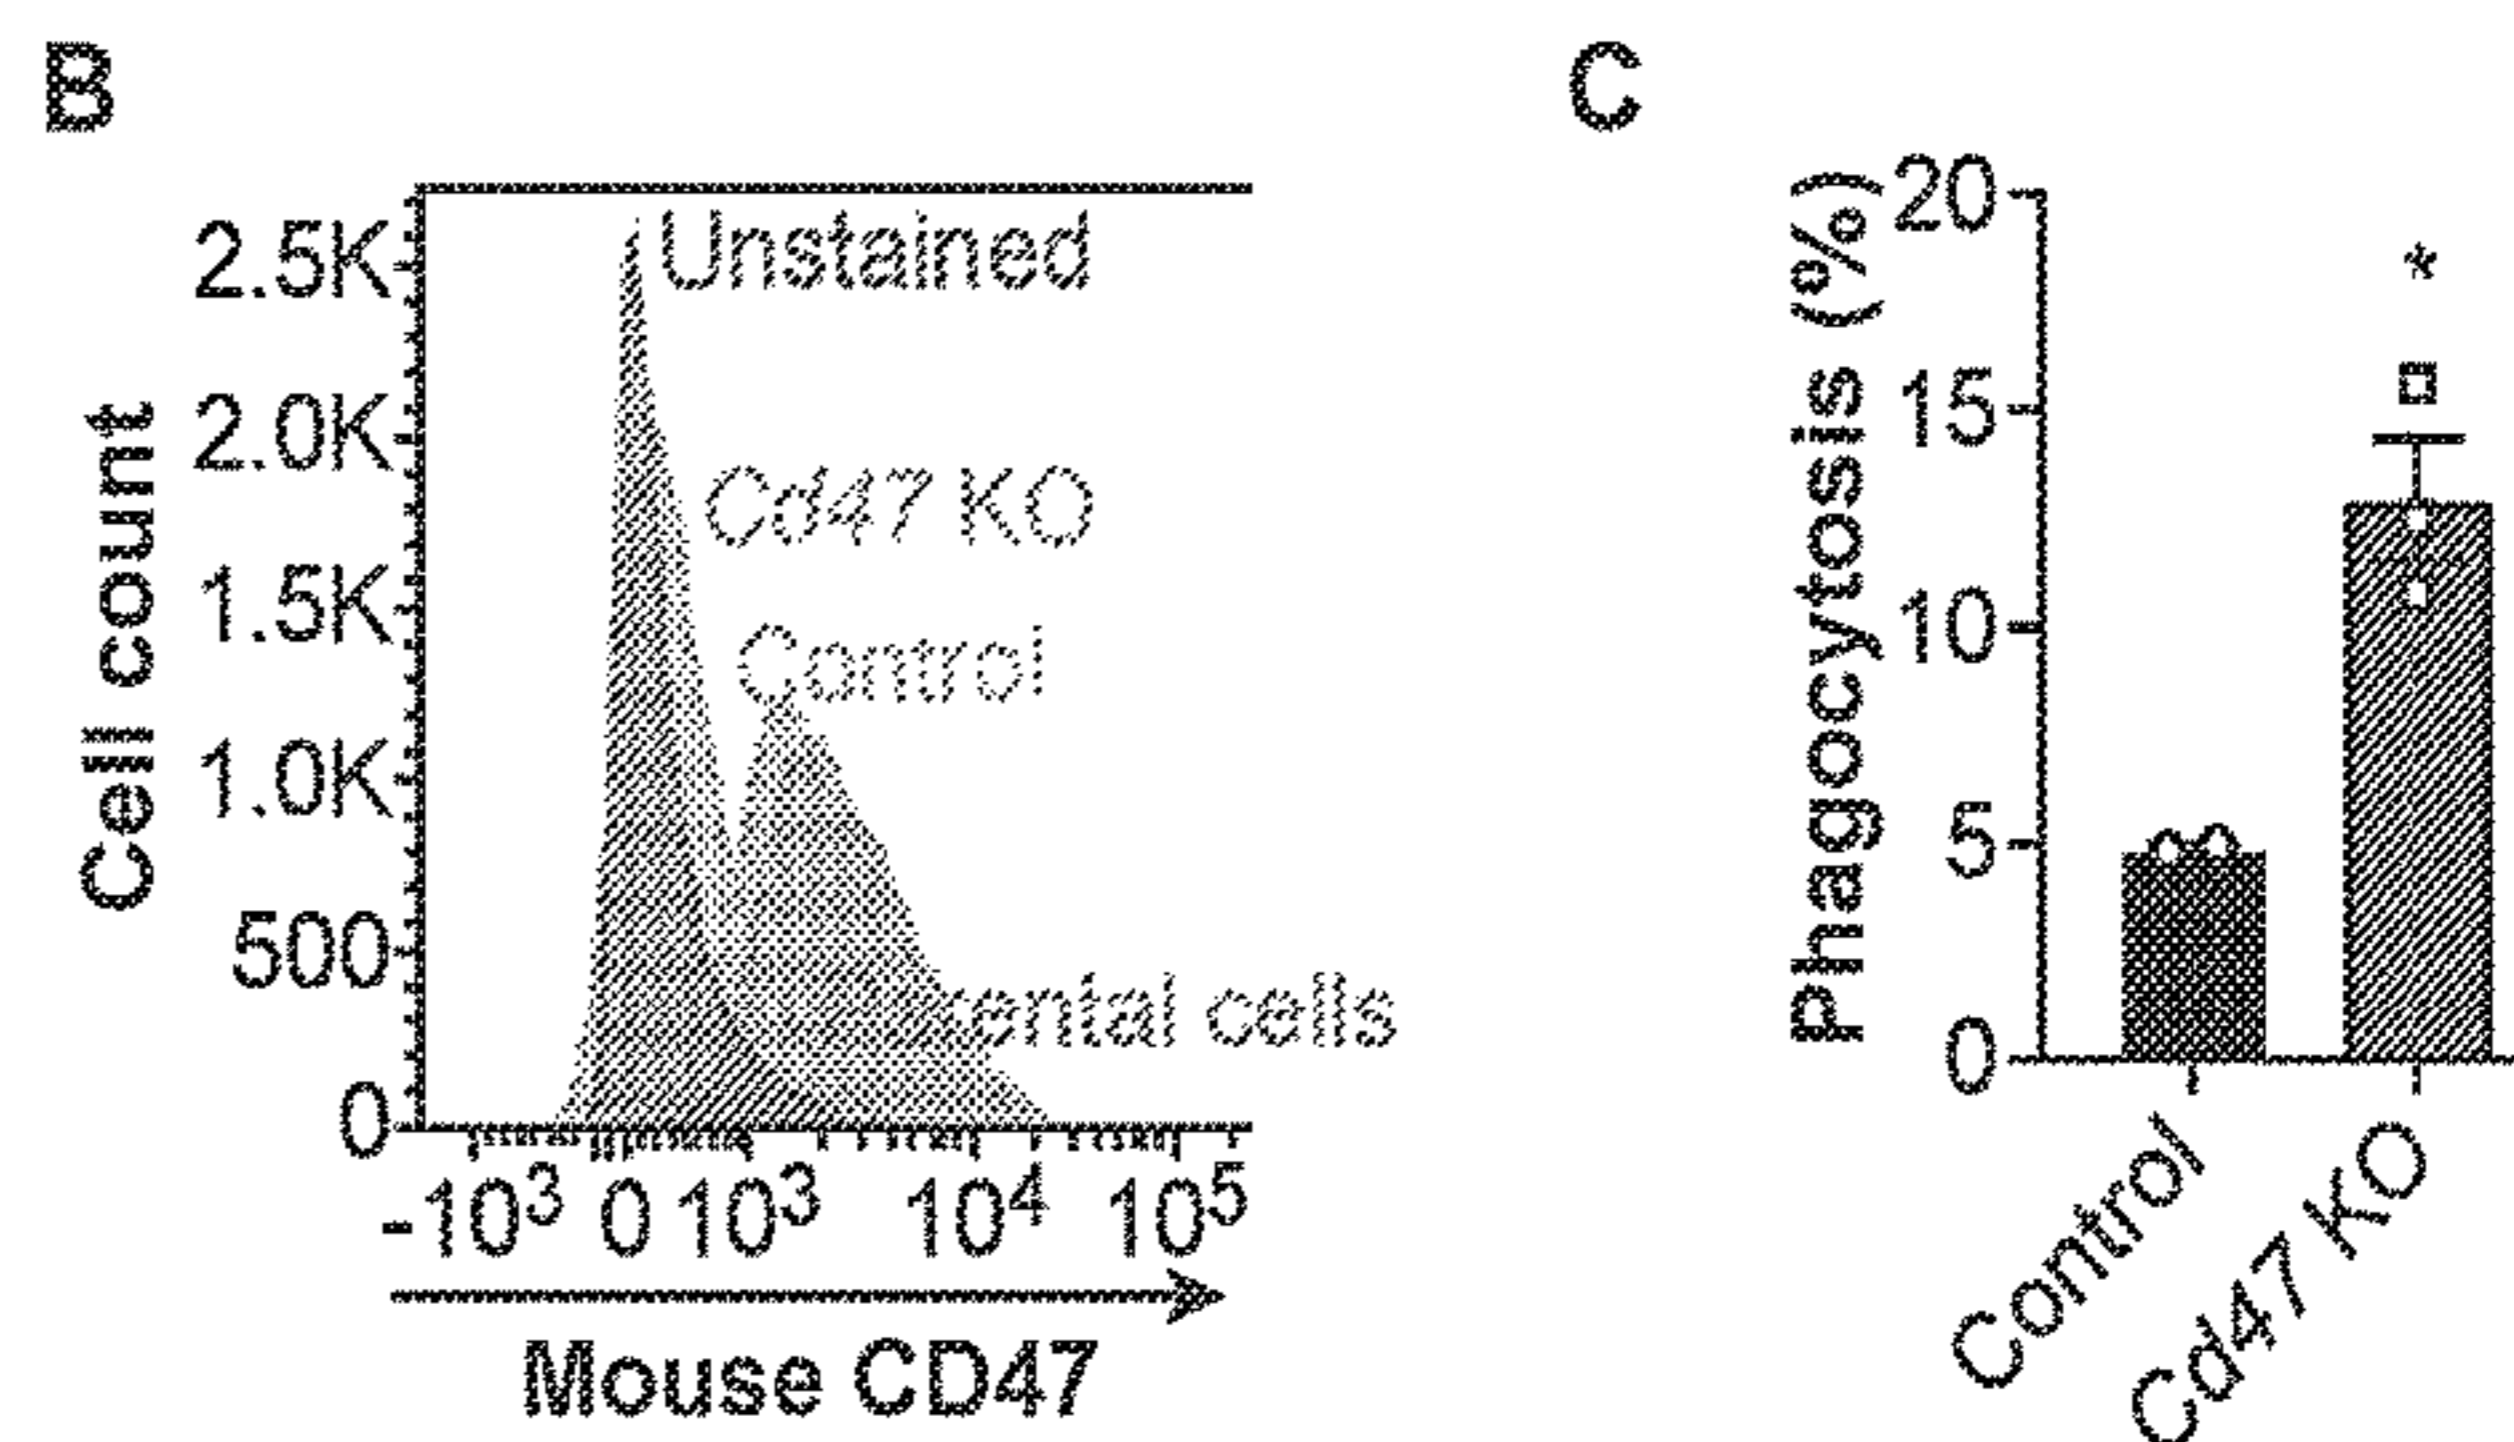 B
2.5K
2.0K
1.5K
1.0K
500
0
Cell count
Unstained
Cd47 KO
Control
ental cells
-10³ 0 10³ 10⁴ 10⁵
Mouse CD47
C
20
15
10
5
0
Phagocytosis (%)
*
Control
Cd47 KO